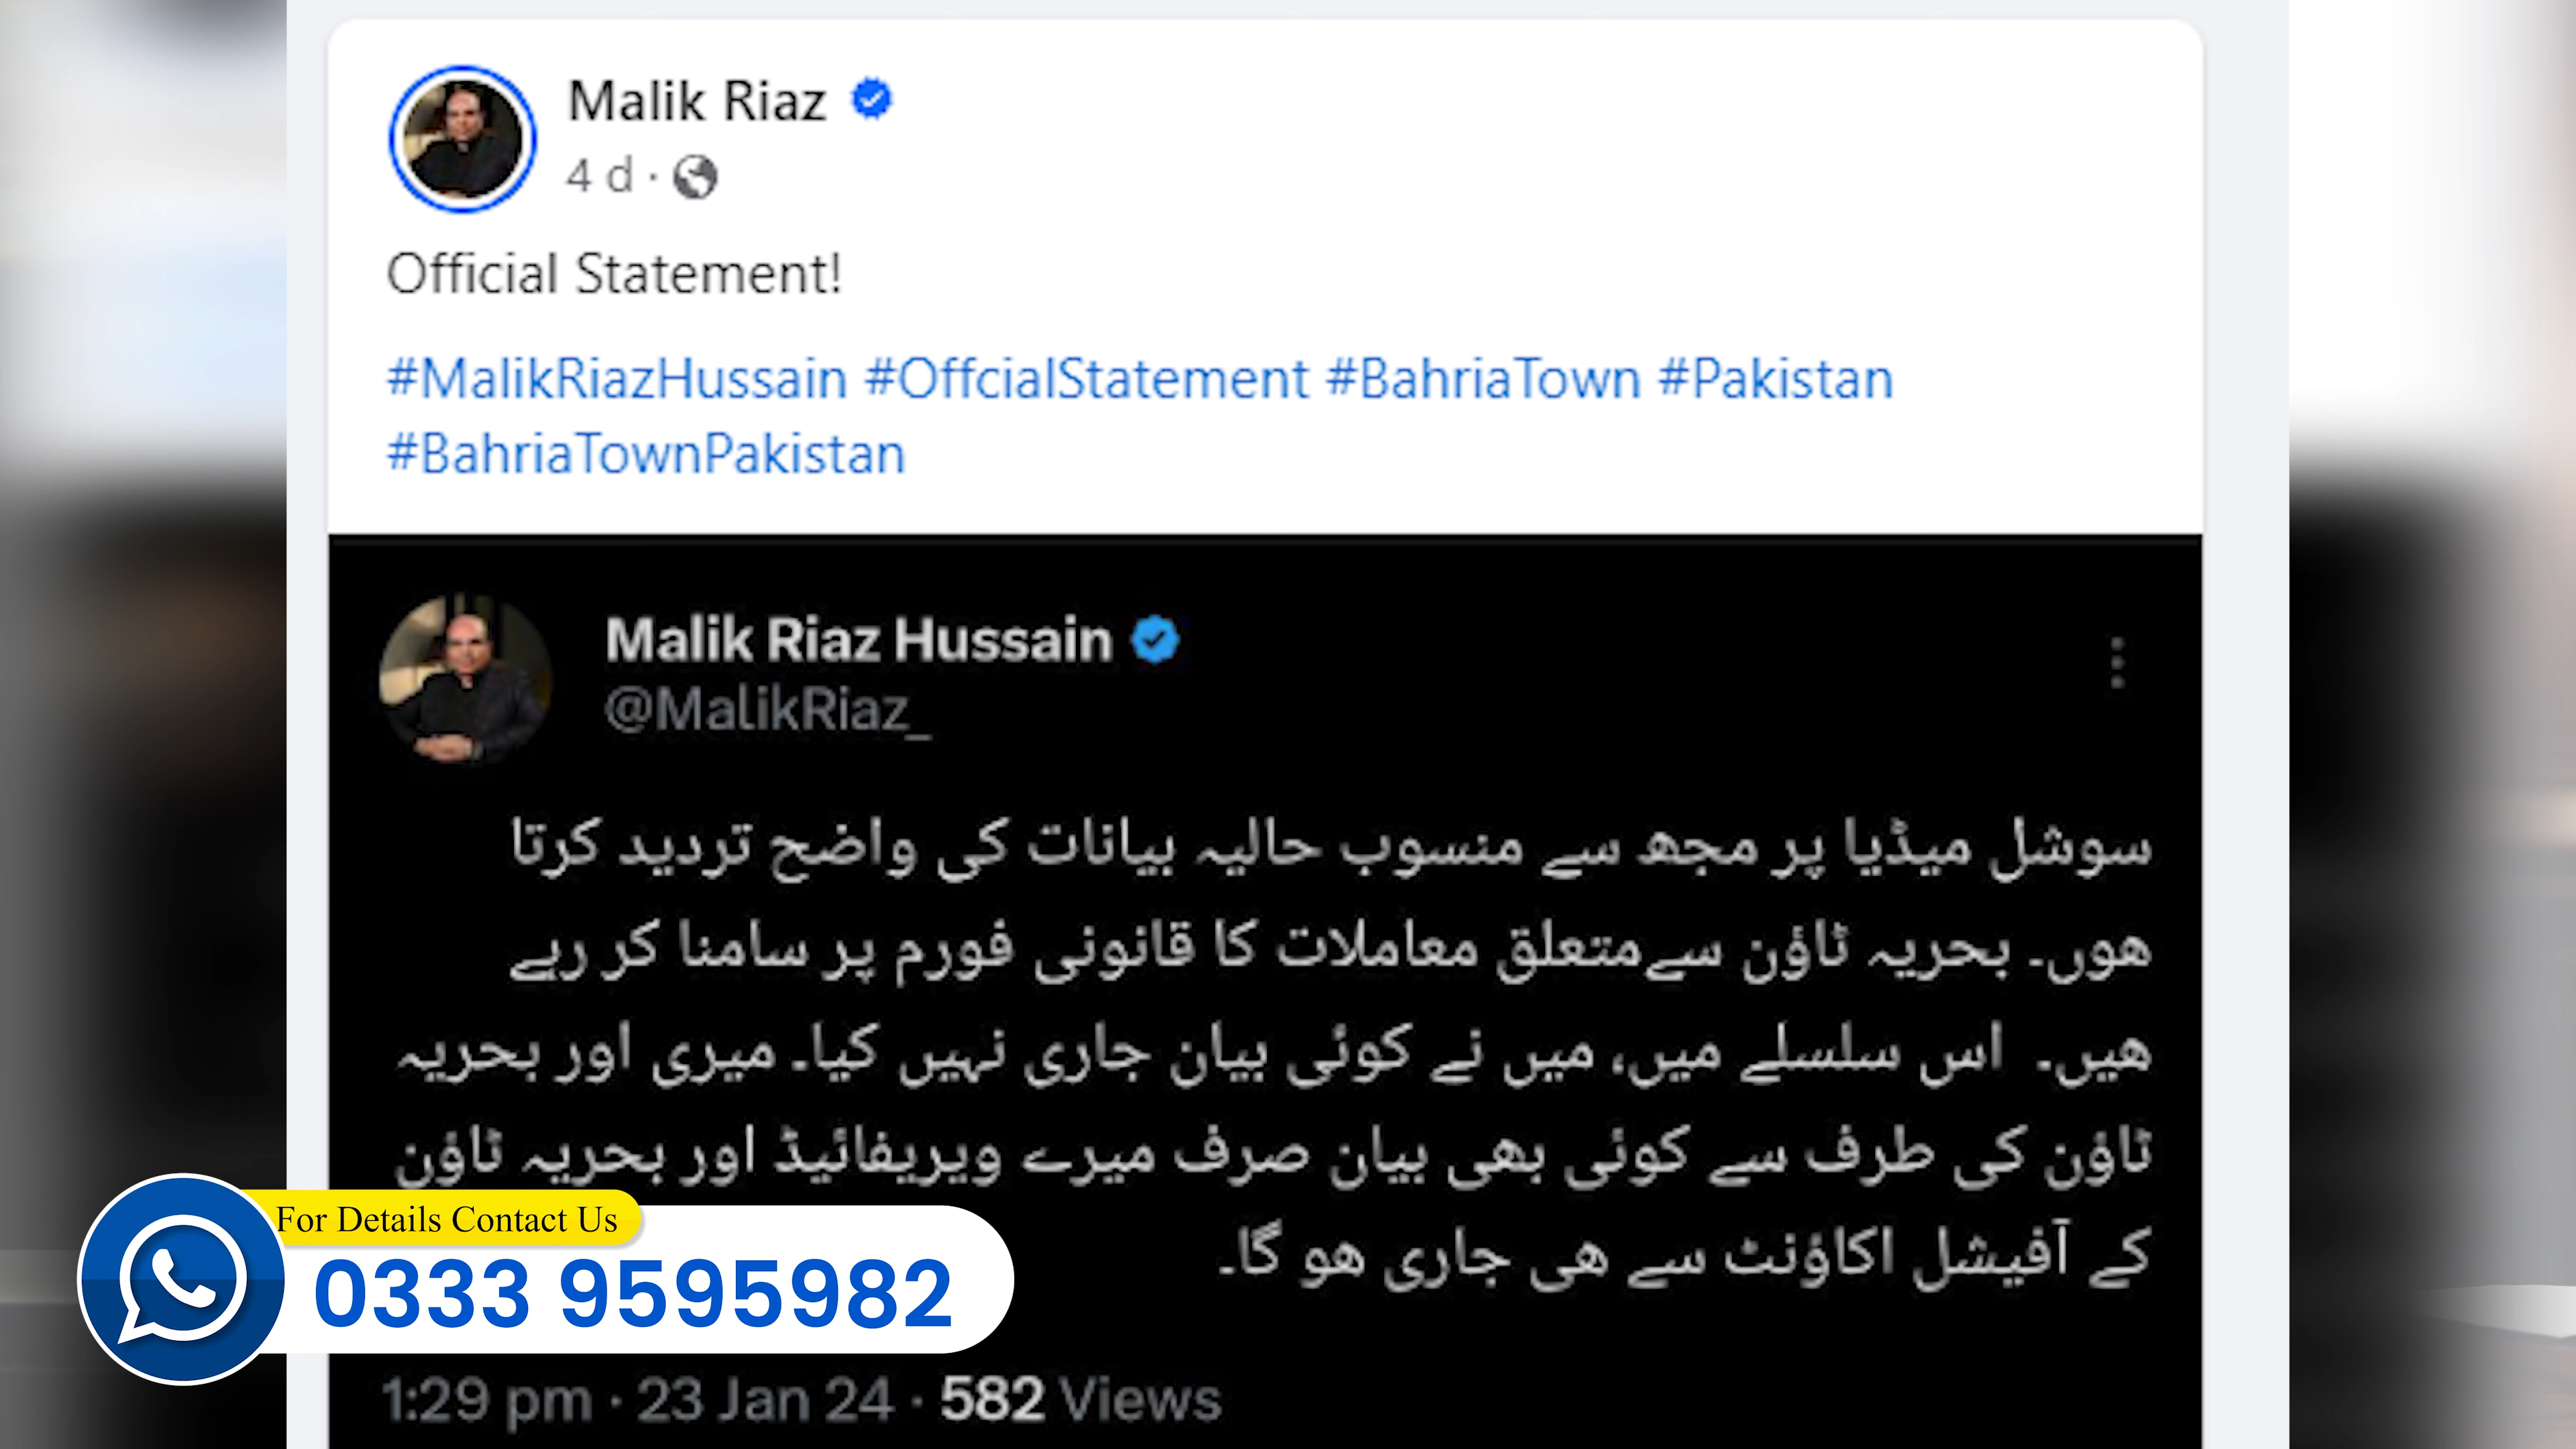 Malik Riaz
4 d ·
Official Statement!
#MalikRiazHussain #OffcialStatement #BahriaTown #Pakistan
#BahriaTownPakistan
Malik Riaz Hussain
@MalikRiaz_
سوشل میڈیا پر مجھ سے منسوب حالیہ بیانات کی واضح تردید کرتا
ھوں۔ بحریہ ٹاؤن سےمتعلق معاملات کا قانونی فورم پر سامنا کر رہے
ھیں۔ اس سلسلے میں، میں نے کوئی بیان جاری نہیں کیا۔ میری اور بحریہ
ٹاؤن کی طرف سے کوئی بھی بیان صرف میرے ویریفائیڈ اور بحریہ ٹاؤن
کے آفیشل اکاؤنٹ سے ھی جاری ھو گا۔
For Details Contact Us
0333 9595982
1:29 pm · 23 Jan 24 · 582 Views